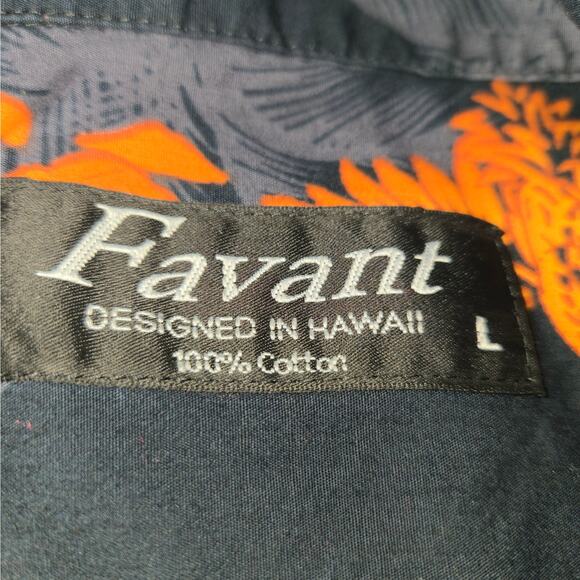 Favant
DESIGNED IN HAWAII
L
100% Cotton